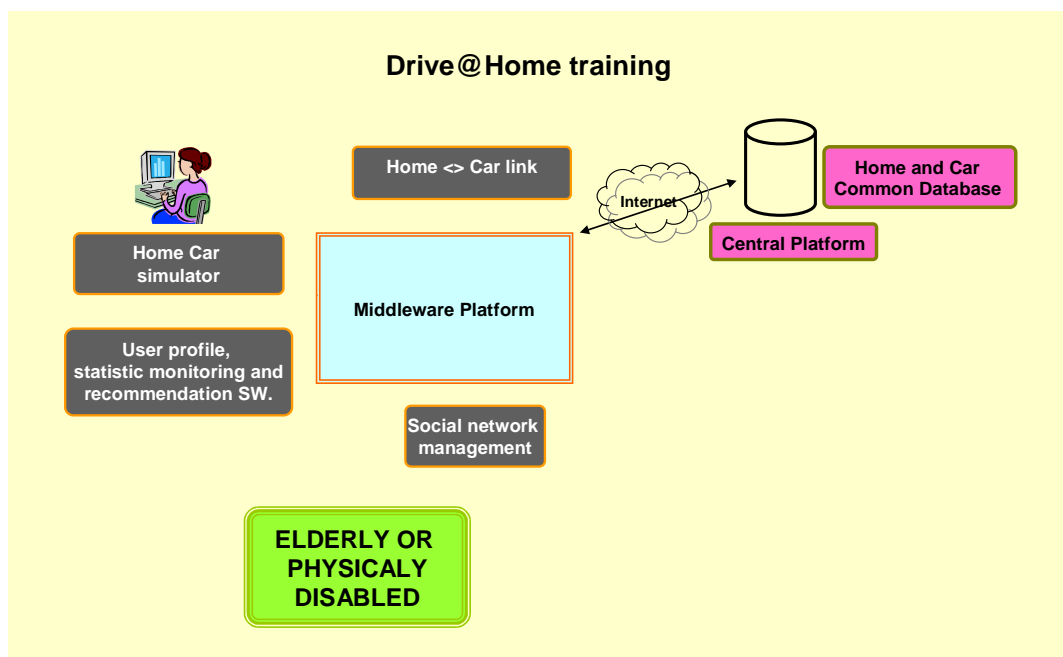 Drive@Home training
Home <> Car link
Internet
Home and Car
Common Database
Central Platform
Home Car
simulator
Middleware Platform
User profile,
statistic monitoring and
recommendation SW.
Social network
management
ELDERLY OR
PHYSICALY
DISABLED